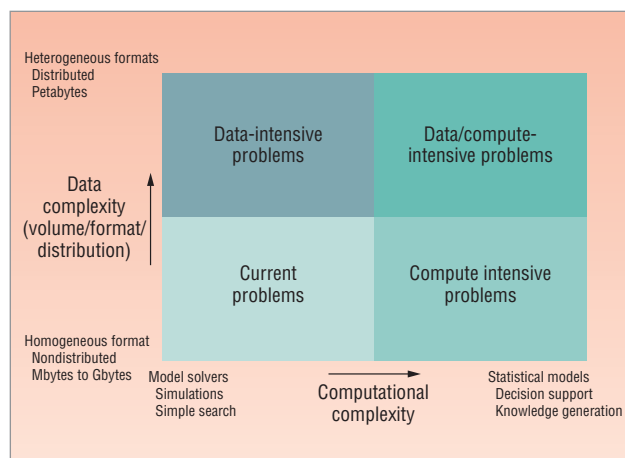 Heterogeneous formats
Distributed
Petabytes
Data-intensive
problems
Data/compute-
intensive problems
Data
complexity
(volume/format/
distribution)
Current
problems
Compute intensive
problems
Homogeneous format
Nondistributed
Mbytes to Gbytes
Model solvers
Simulations
Simple search
Computational
complexity
Statistical models
Decision support
Knowledge generation